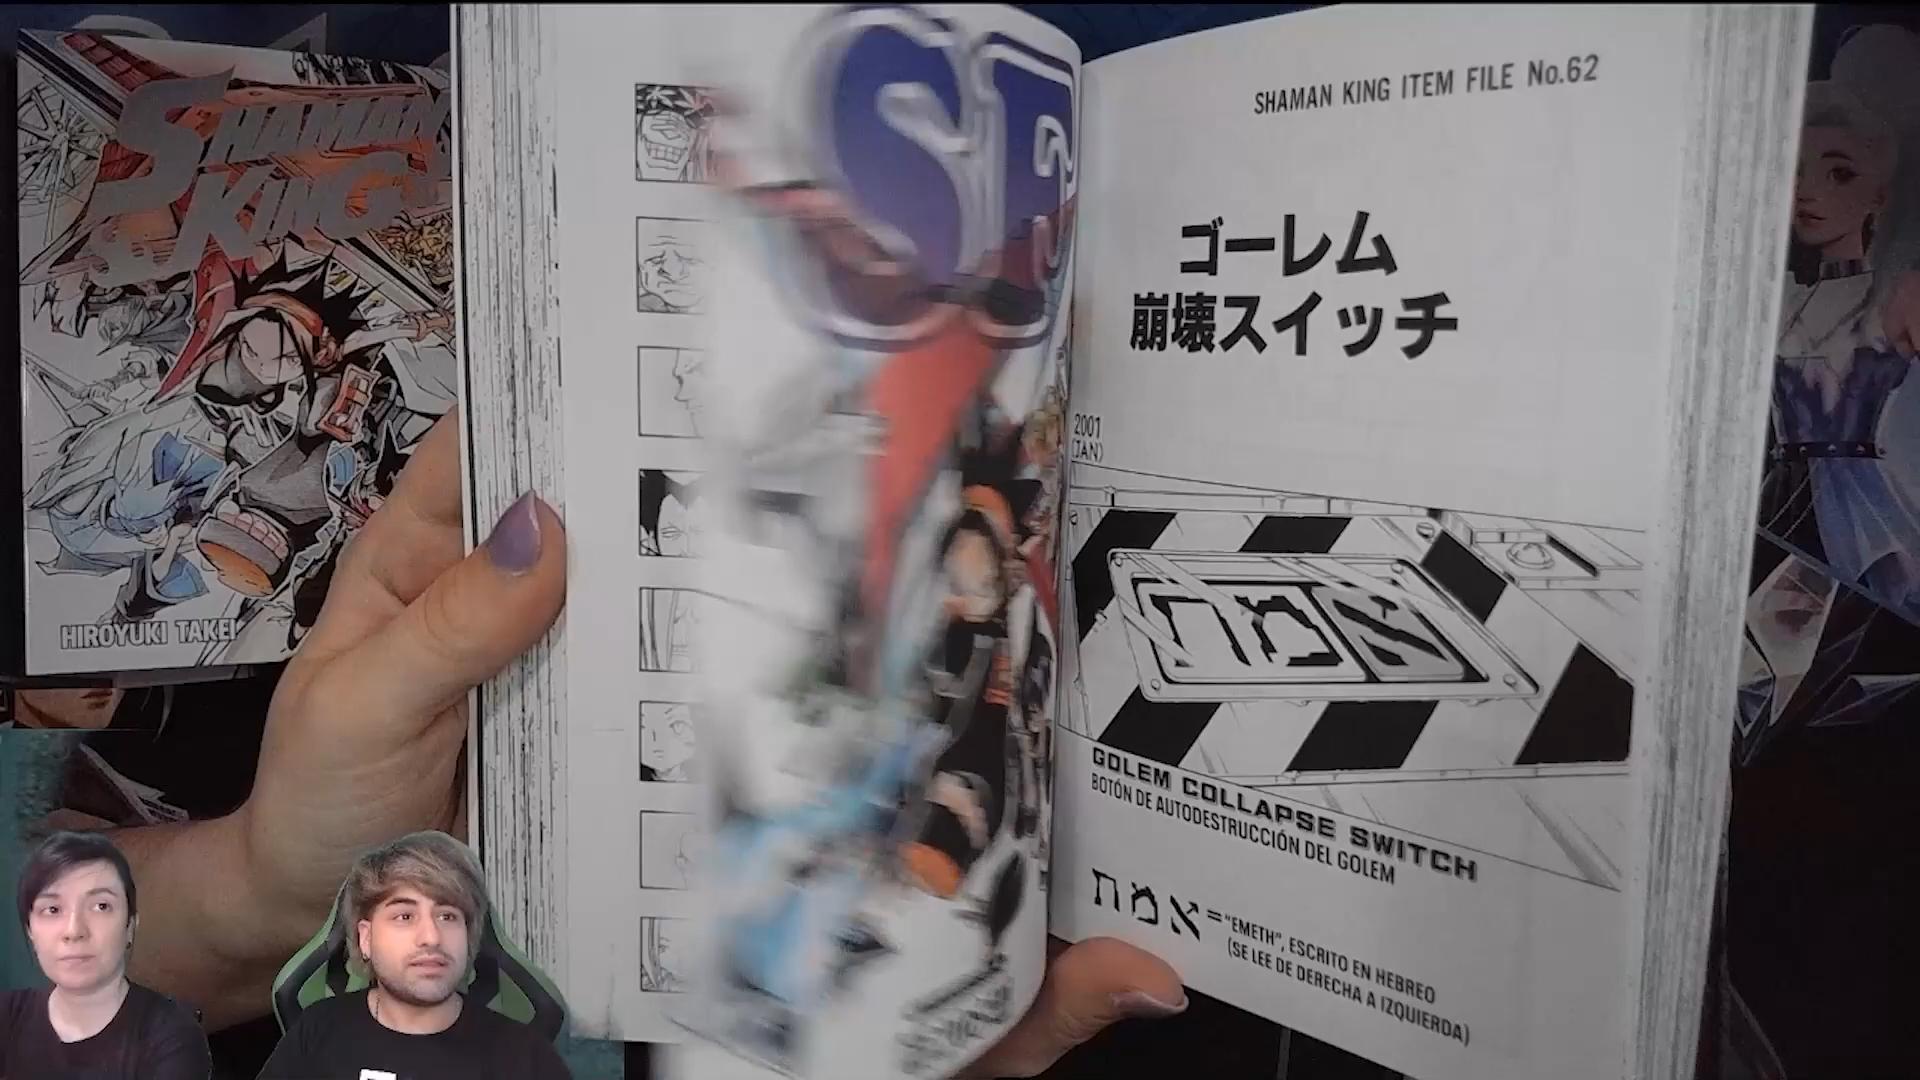 SHAMAN
KING
HIROYUKI TAKEI
SHAMAN KING ITEM FILE No.62
ゴーレム
崩壊スイッチ
2001
(JAN)
אמת
GOLEM COLLAPSE SWITCH
BOTÓN DE AUTODESTRUCCIÓN DEL GOLEM
אמת="EMETH", ESCRITO EN HEBREO
(SE LEE DE DERECHA A IZQUIERDA)